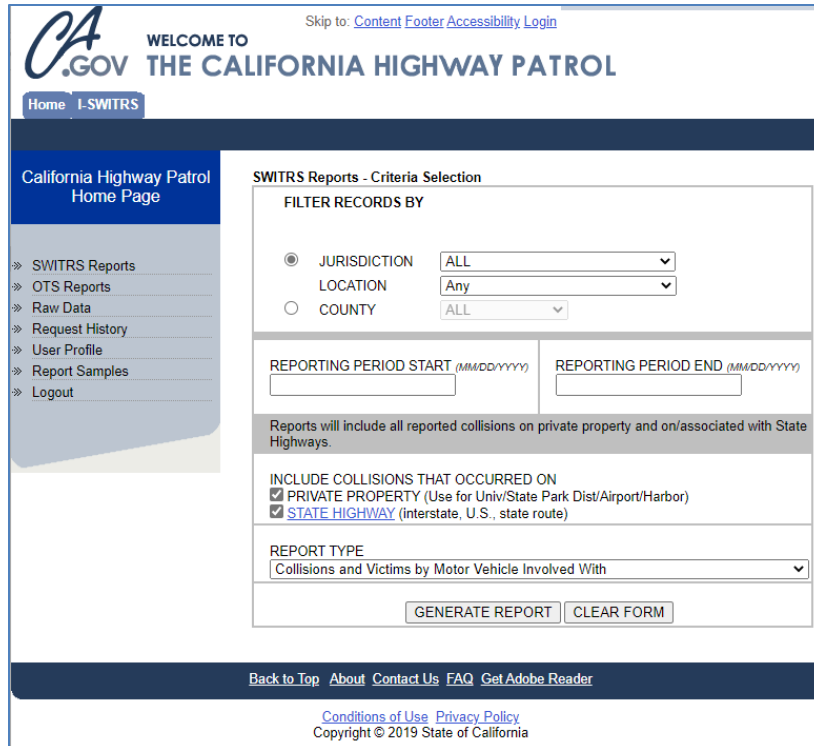 Skip to: Content Footer Accessibility Login
CA
.GOV
WELCOME TO
THE CALIFORNIA HIGHWAY PATROL
Home I-SWITRS
California Highway Patrol
Home Page
» SWITRS Reports
» OTS Reports
» Raw Data
» Request History
» User Profile
» Report Samples
» Logout
SWITRS Reports - Criteria Selection
FILTER RECORDS BY
JURISDICTION ALL
LOCATION Any
COUNTY ALL
REPORTING PERIOD START (MM/DD/YYYY)
REPORTING PERIOD END (MM/DD/YYYY)
Reports will include all reported collisions on private property and on/associated with State
Highways.
INCLUDE COLLISIONS THAT OCCURRED ON
PRIVATE PROPERTY (Use for Univ/State Park Dist/Airport/Harbor)
STATE HIGHWAY (interstate, U.S., state route)
REPORT TYPE
Collisions and Victims by Motor Vehicle Involved With
GENERATE REPORT CLEAR FORM
Back to Top About Contact Us FAQ Get Adobe Reader
Conditions of Use Privacy Policy
Copyright © 2019 State of California